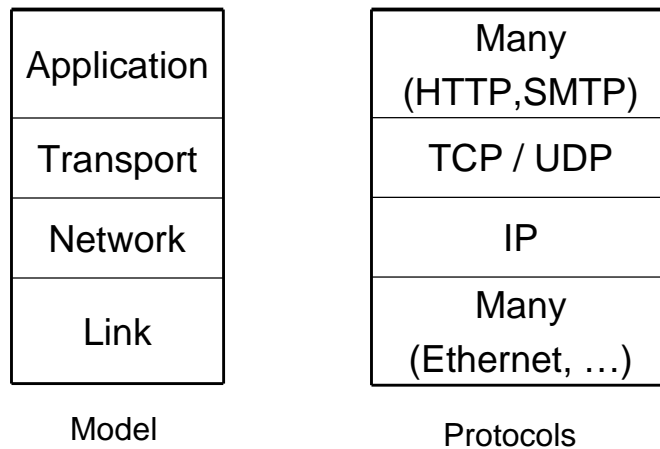 Application
Transport
Network
Link
Model
Many
(HTTP,SMTP)
TCP / UDP
IP
Many
(Ethernet, …)
Protocols